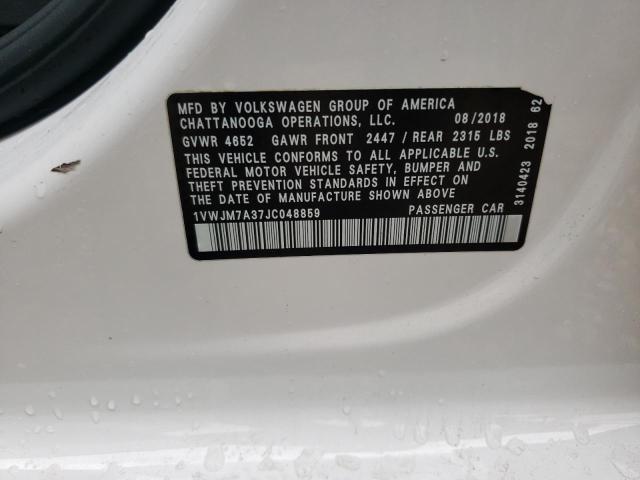 MFD BY VOLKSWAGEN GROUP OF AMERICA
CHATTANOOGA OPERATIONS, LLC. 08/2018
GVWR 4652 GAWR FRONT 2447 / REAR 2315 LBS
THIS VEHICLE CONFORMS TO ALL APPLICABLE U.S.
FEDERAL MOTOR VEHICLE SAFETY, BUMPER AND
THEFT PREVENTION STANDARDS IN EFFECT ON
THE DATE OF MANUFACTURE SHOWN ABOVE
1VWJM7A37JC048859 PASSENGER CAR
3140423 2018 62